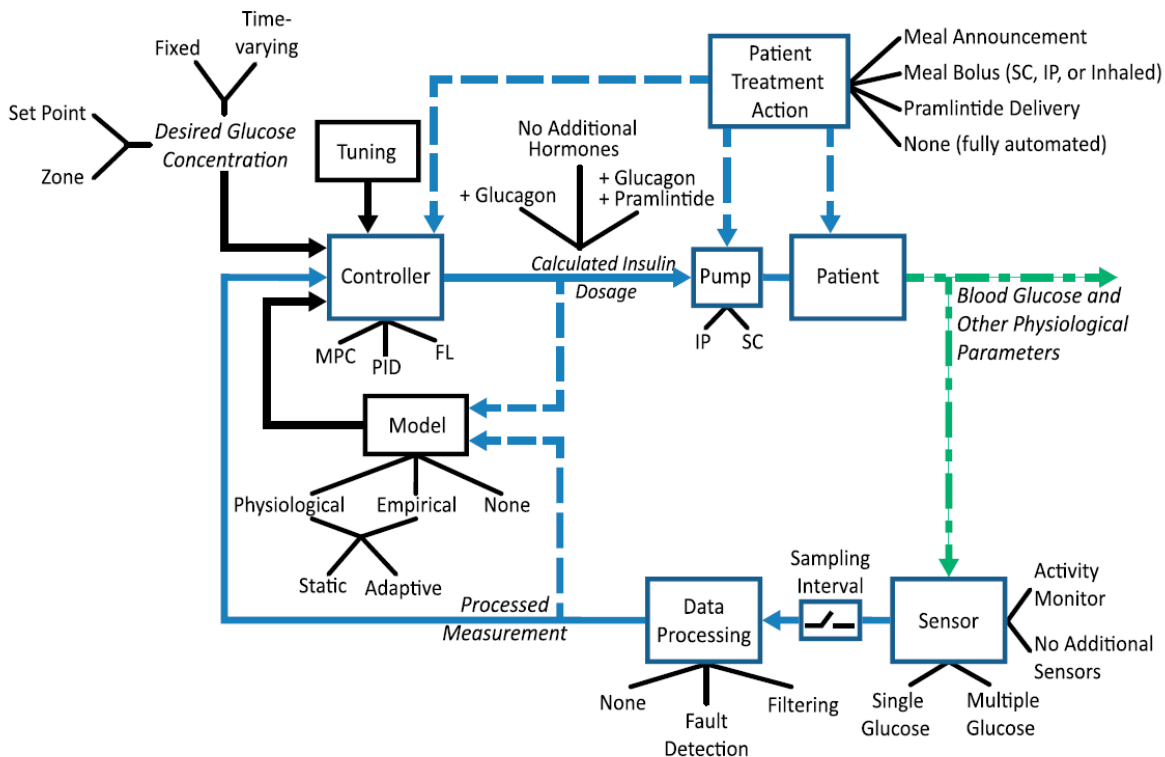 Time-
varying
Fixed
Set Point
Zone
Desired Glucose
Concentration
Tuning
No Additional
Hormones
+ Glucagon
+ Glucagon
+ Pramlintide
Patient
Treatment
Action
Meal Announcement
Meal Bolus (SC, IP, or Inhaled)
Pramlintide Delivery
None (fully automated)
Controller
Calculated Insulin
Dosage
Pump
Patient
Blood Glucose and
Other Physiological
Parameters
MPC
PID
FL
IP
SC
Model
Physiological
Empirical
None
Static
Adaptive
Processed
Measurement
Data
Processing
Sampling
Interval
Sensor
Activity
Monitor
No Additional
Sensors
None
Fault
Detection
Filtering
Single
Glucose
Multiple
Glucose